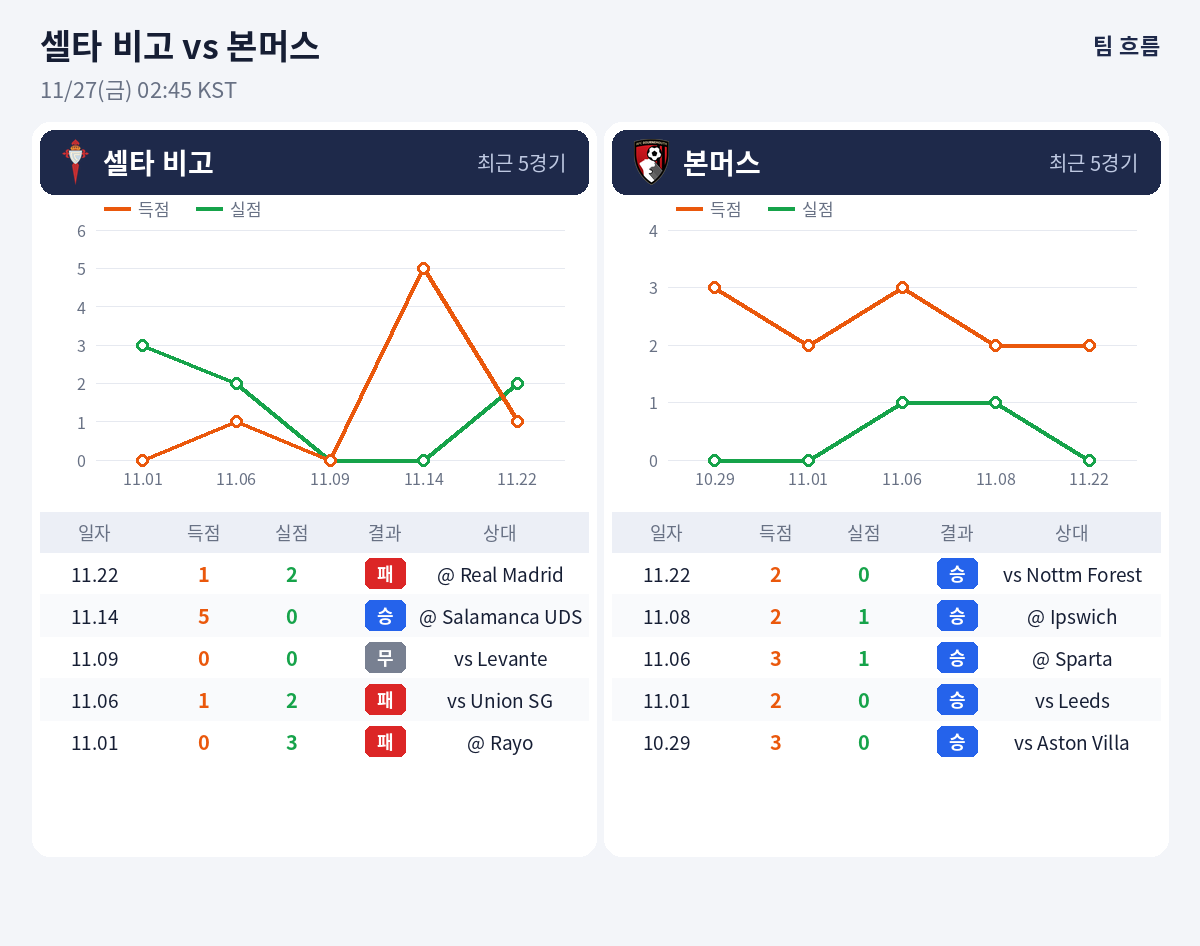 셀타 비고 vs 본머스
팀 흐름
11/27(금) 02:45 KST
셀타 비고
최근 5경기
득점 실점
6
5
4
3
2
1
0
11.01 11.06 11.09 11.14 11.22
일자 득점 실점 결과 상대
11.22 1 2 패 @ Real Madrid
11.14 5 0 승 @ Salamanca UDS
11.09 0 0 무 vs Levante
11.06 1 2 패 vs Union SG
11.01 0 3 패 @ Rayo
본머스
최근 5경기
득점 실점
4
3
2
1
0
10.29 11.01 11.06 11.08 11.22
일자 득점 실점 결과 상대
11.22 2 0 승 vs Nottm Forest
11.08 2 1 승 @ Ipswich
11.06 3 1 승 @ Sparta
11.01 2 0 승 vs Leeds
10.29 3 0 승 vs Aston Villa